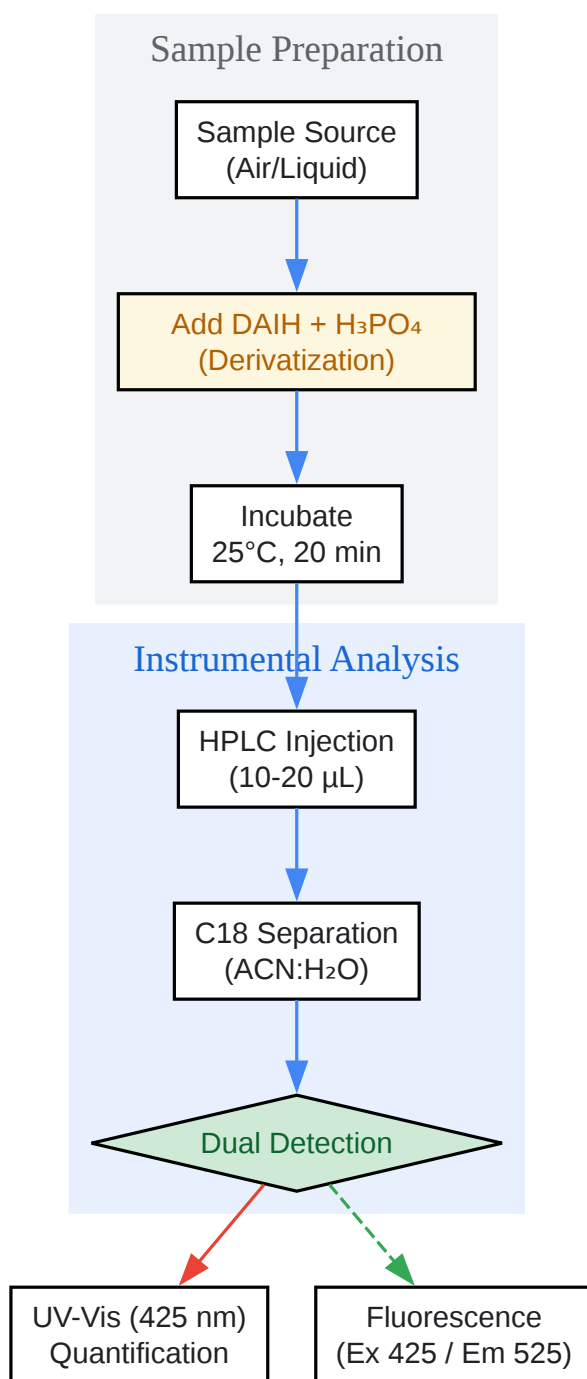 Sample Preparation
Sample Source
(Air/Liquid)
Add DAIH + H₃PO₄
(Derivatization)
Incubate
25°C, 20 min
Instrumental Analysis
HPLC Injection
(10-20 µL)
C18 Separation
(ACN:H₂O)
Dual Detection
UV-Vis (425 nm)
Quantification
Fluorescence
(Ex 425 / Em 525)